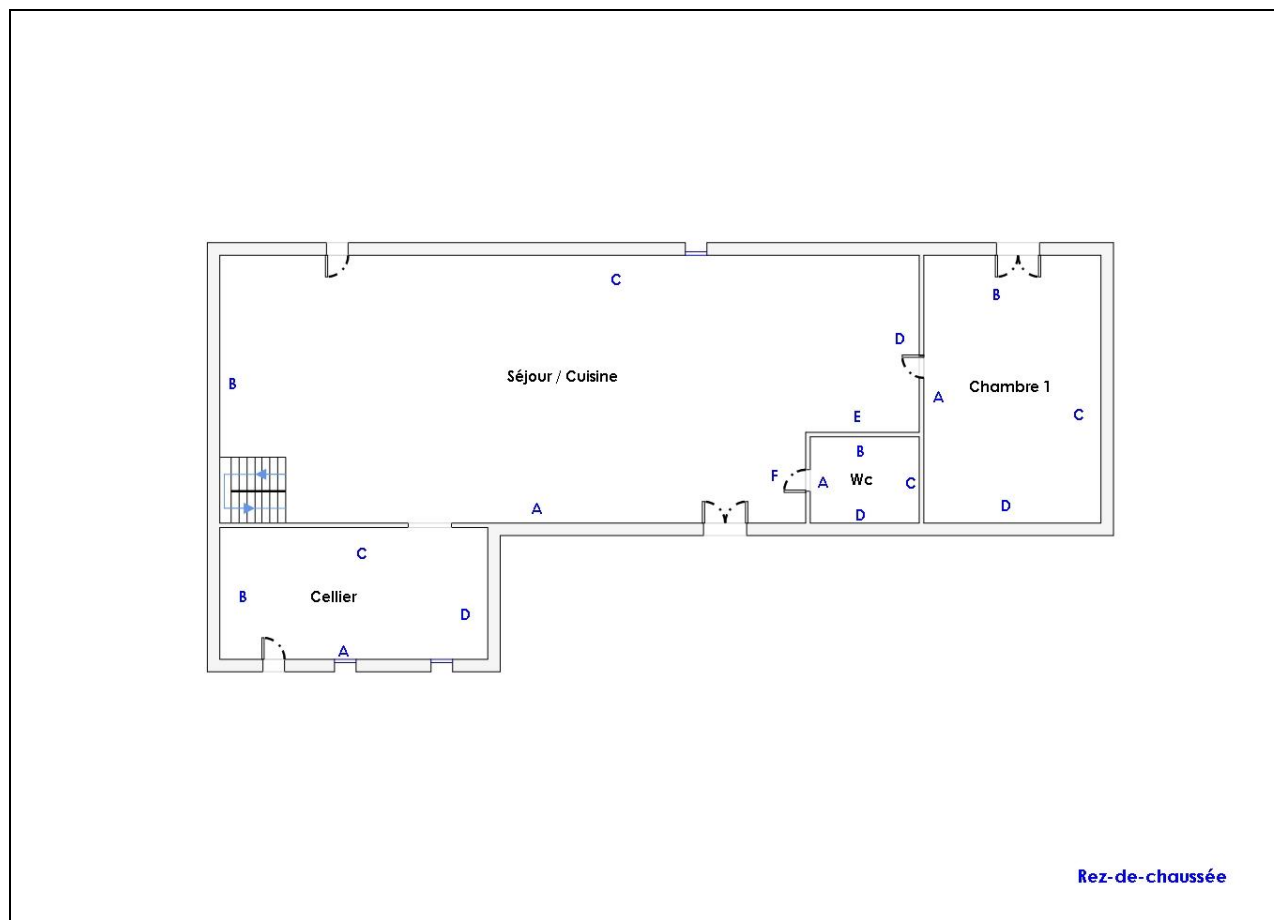 C
B
D
B
Séjour / Cuisine
Chambre 1
A
C
E
B
F
A
Wc
C
A
D
D
C
B
Cellier
D
A
Rez-de-chaussée